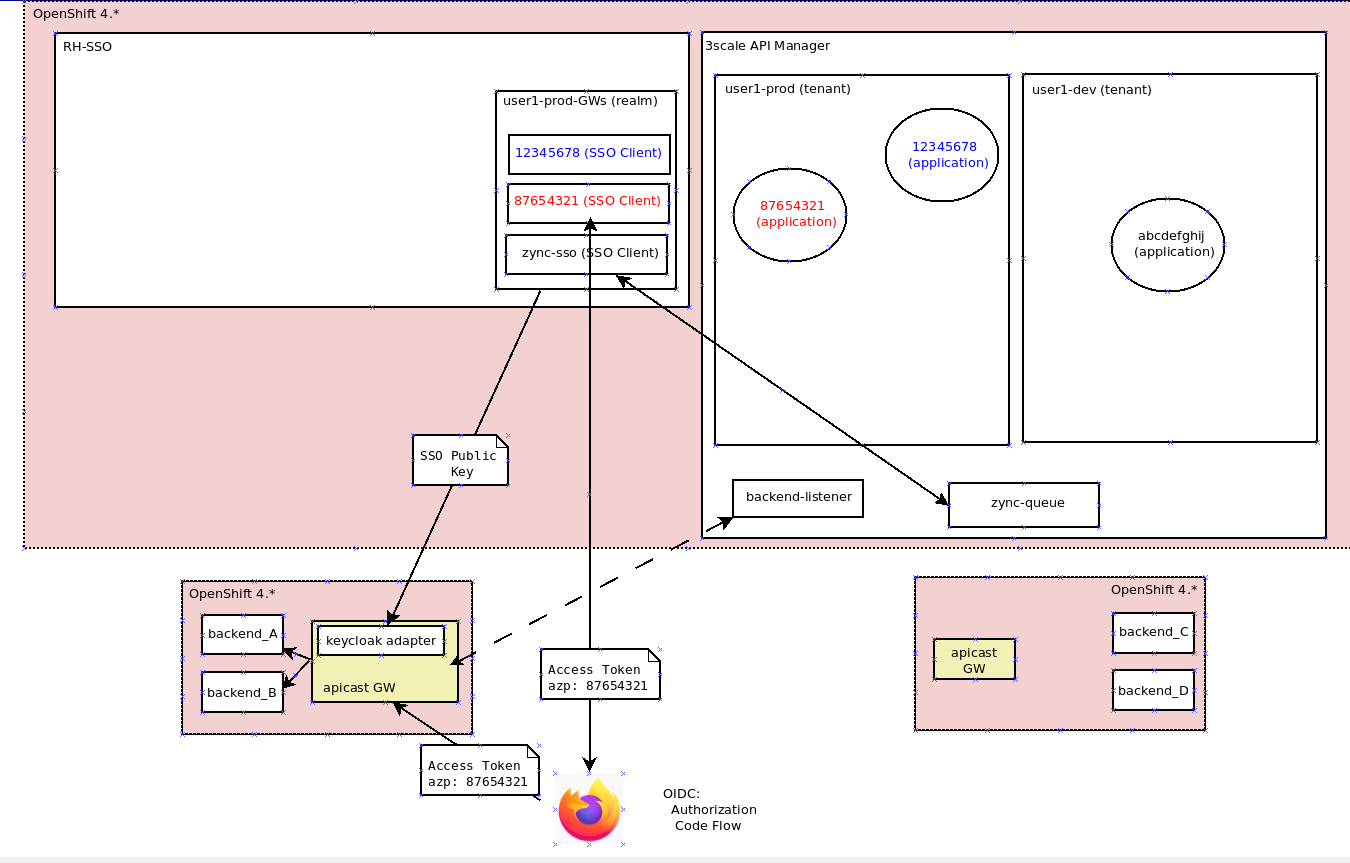 OpenShift 4.*
RH-SSO
user1-prod-GWs (realm)
12345678 (SSO Client)
87654321 (SSO Client)
zync-sso (SSO Client)
3scale API Manager
user1-prod (tenant)
12345678
(application)
87654321
(application)
user1-dev (tenant)
abcdefghij
(application)
backend-listener
zync-queue
SSO Public
Key
OpenShift 4.*
backend_A
backend_B
keycloak adapter
apicast GW
Access Token
azp: 87654321
Access Token
azp: 87654321
OIDC:
Authorization
Code Flow
OpenShift 4.*
apicast
GW
backend_C
backend_D